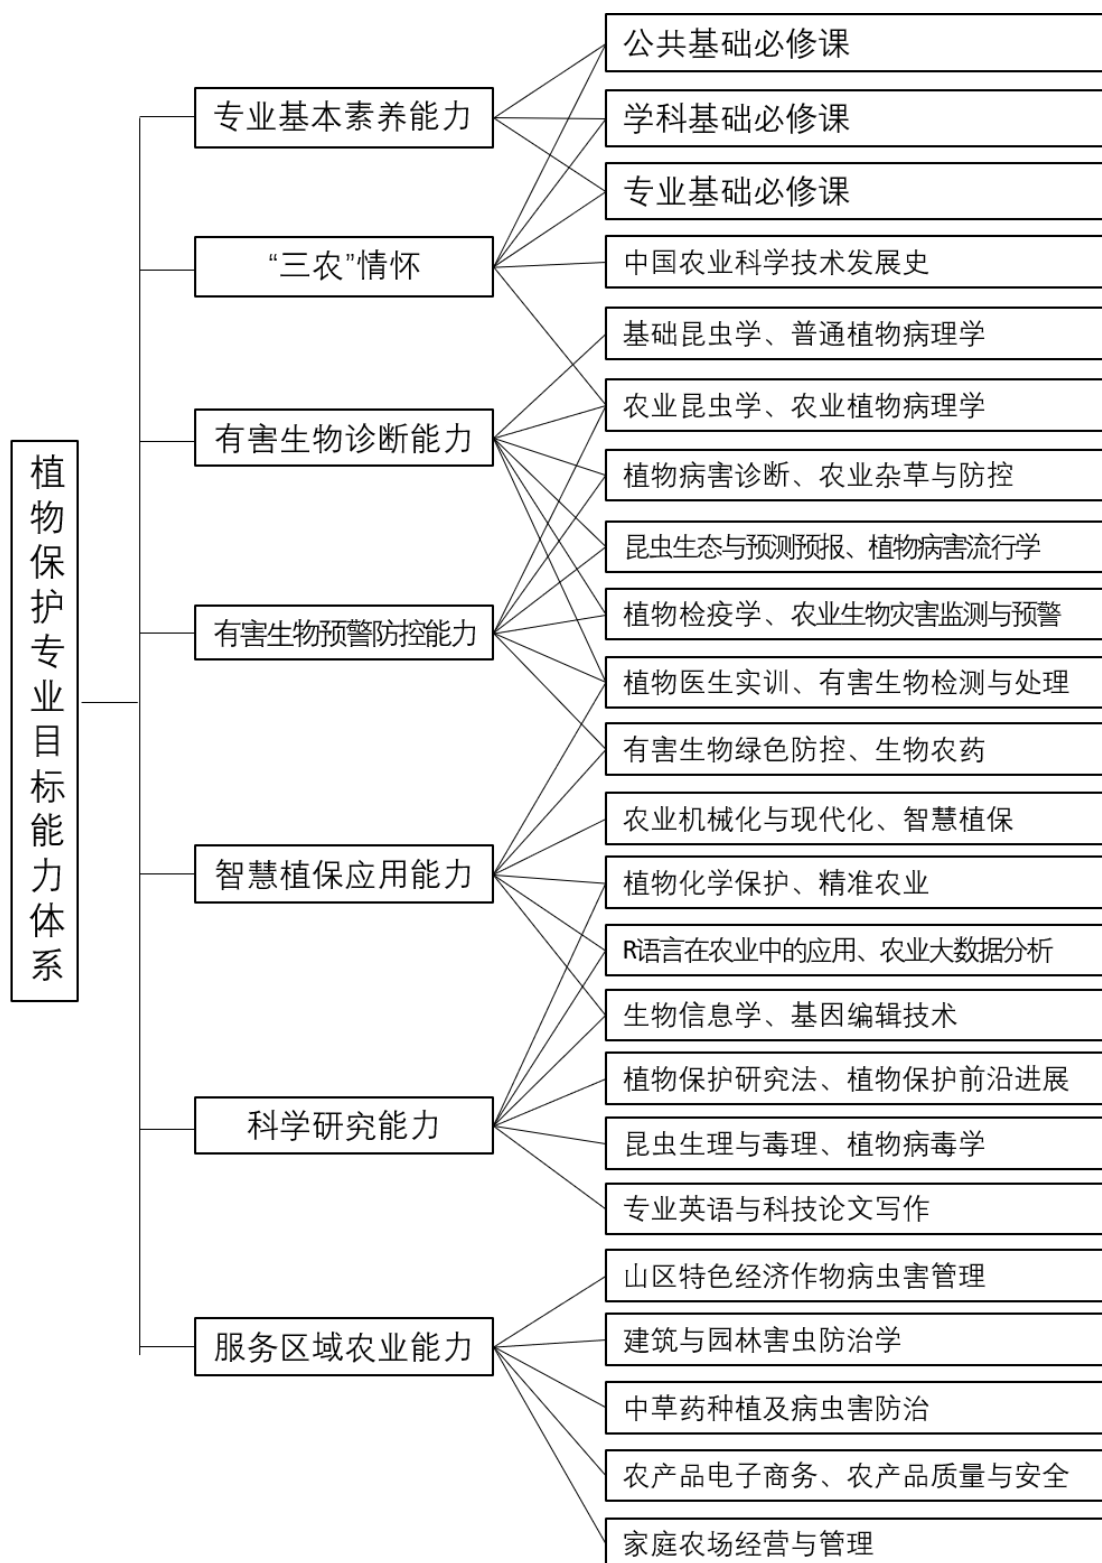 植物保护专业目标能力体系
专业基本素养能力
“三农”情怀
有害生物诊断能力
有害生物预警防控能力
智慧植保应用能力
科学研究能力
服务区域农业能力
公共基础必修课
学科基础必修课
专业基础必修课
中国农业科学技术发展史
基础昆虫学、普通植物病理学
农业昆虫学、农业植物病理学
植物病害诊断、农业杂草与防控
昆虫生态与预测预报、植物病害流行学
植物检疫学、农业生物灾害监测与预警
植物医生实训、有害生物检测与处理
有害生物绿色防控、生物农药
农业机械化与现代化、智慧植保
植物化学保护、精准农业
R语言在农业中的应用、农业大数据分析
生物信息学、基因编辑技术
植物保护研究法、植物保护前沿进展
昆虫生理与毒理、植物病毒学
专业英语与科技论文写作
山区特色经济作物病虫害管理
建筑与园林害虫防治学
中草药种植及病虫害防治
农产品电子商务、农产品质量与安全
家庭农场经营与管理